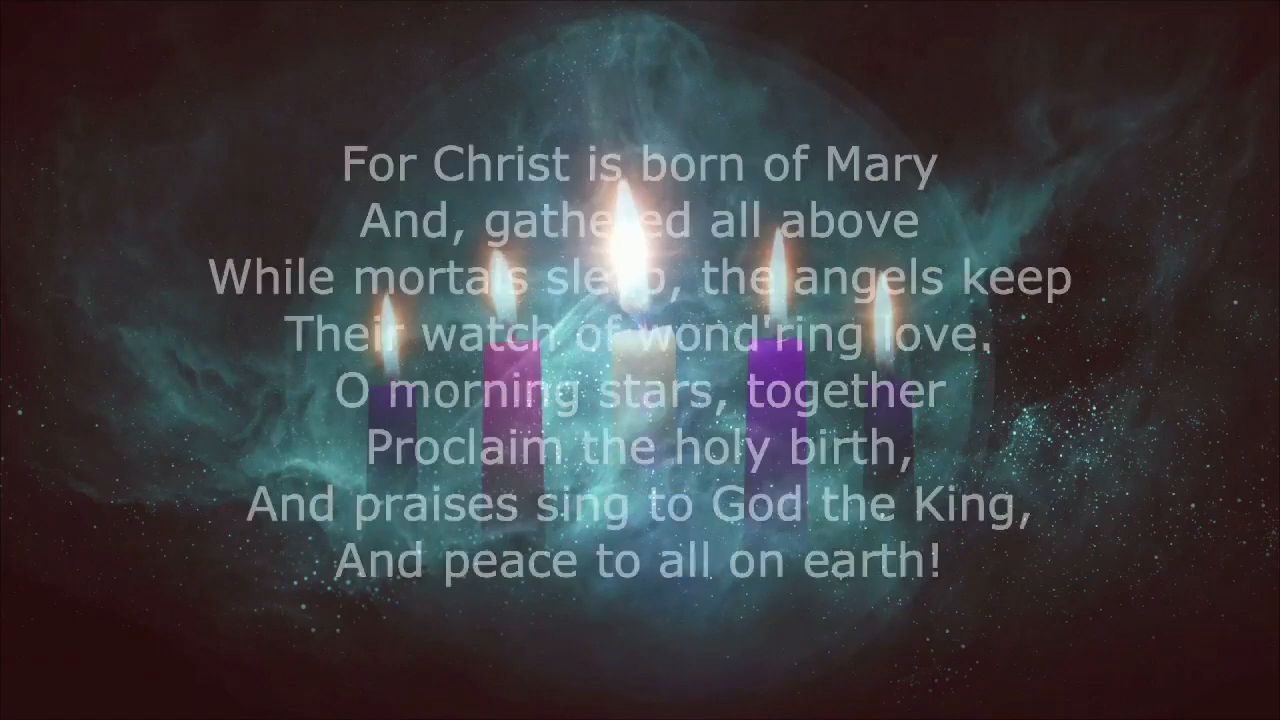 For Christ is born of Mary
And, gathered all above
While mortals sleep, the angels keep
Their watch of wond'ring love.
O morning stars, together
Proclaim the holy birth,
And praises sing to God the King,
And peace to all on earth!